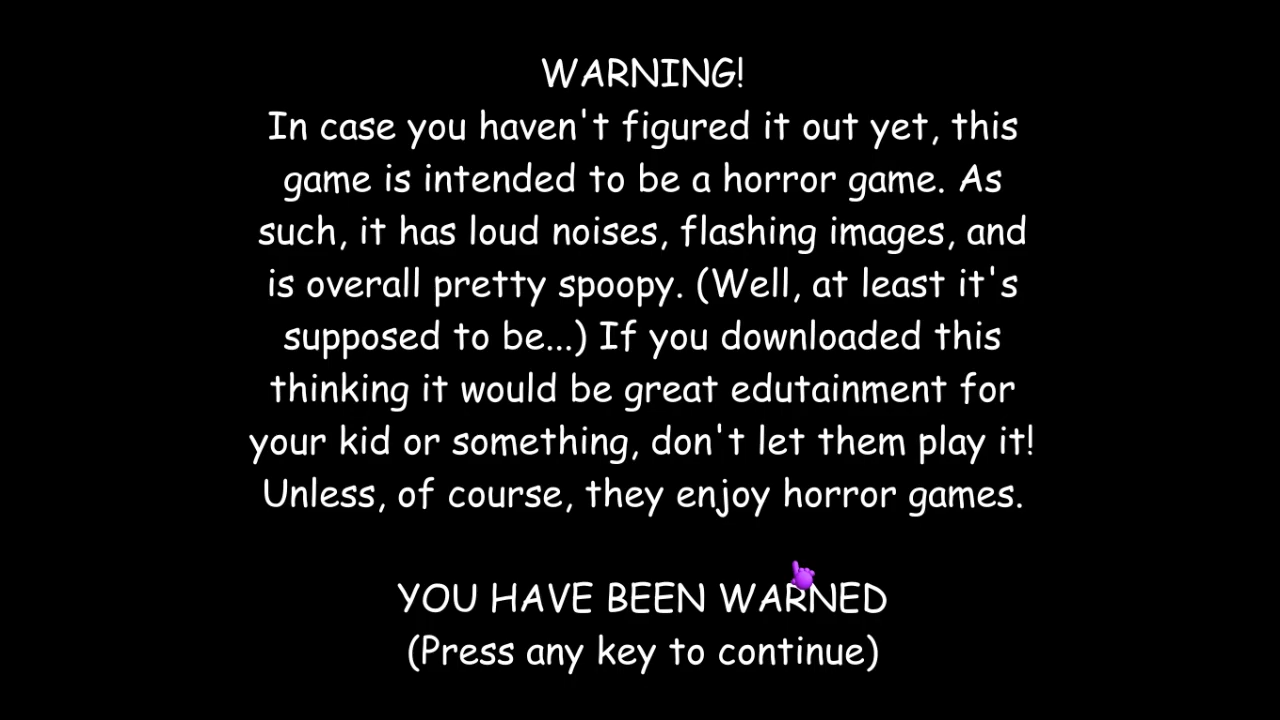 WARNING!
In case you haven't figured it out yet, this
game is intended to be a horror game. As
such, it has loud noises, flashing images, and
is overall pretty spoopy. (Well, at least it's
supposed to be...) If you downloaded this
thinking it would be great edutainment for
your kid or something, don't let them play it!
Unless, of course, they enjoy horror games.
YOU HAVE BEEN WARNED
(Press any key to continue)